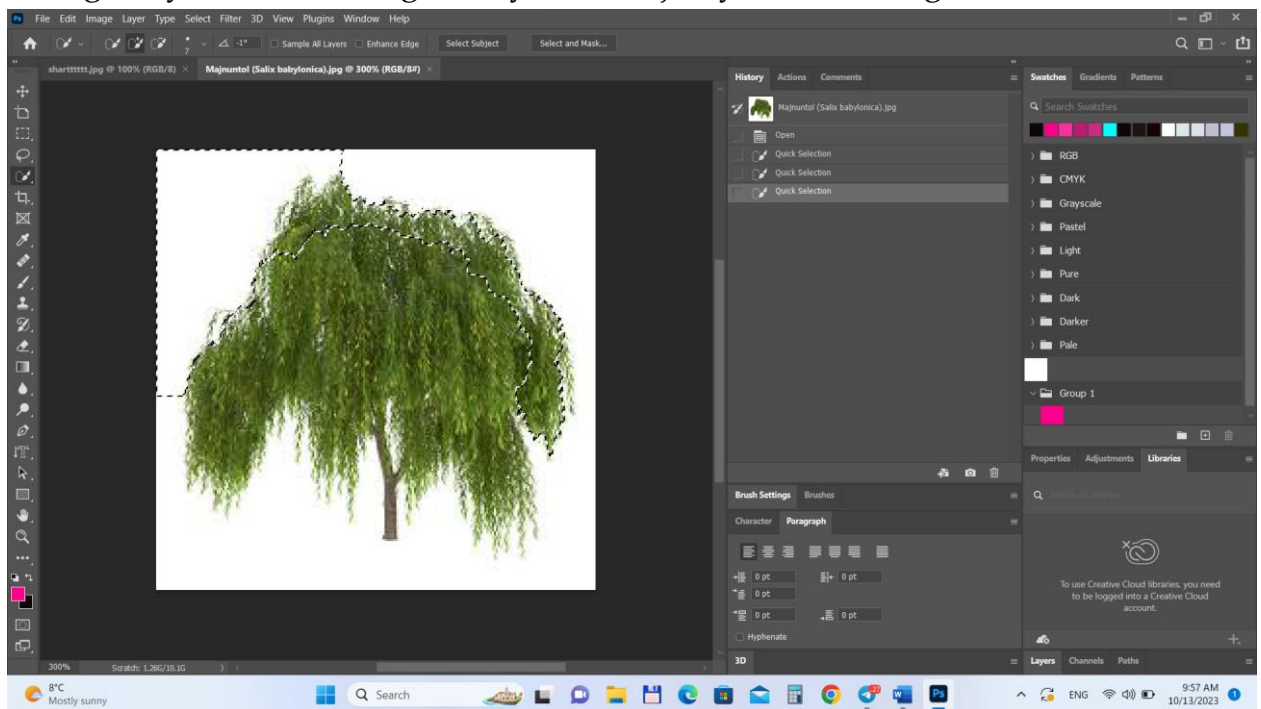 File Edit Image Layer Type Select Filter 3D View Plugins Window Help
7 -1° Sample All Layers Enhance Edge Select Subject Select and Mask...
shartttttt.jpg @ 100% (RGB/8) × Majnuntol (Salix babylonica).jpg @ 300% (RGB/8#) ×
History Actions Comments
Majnuntol (Salix babylonica).jpg
Open
Quick Selection
Quick Selection
Quick Selection
Swatches Gradients Patterns
Search Swatches
RGB
CMYK
Grayscale
Pastel
Light
Pure
Dark
Darker
Pale
Group 1
Properties Adjustments Libraries
To use Creative Cloud libraries, you need
to be logged into a Creative Cloud
account.
Brush Settings Brushes
Character Paragraph
0 pt 0 pt
0 pt
0 pt 0 pt
Hyphenate
3D
Layers Channels Paths
300% Scratch: 1.26G/10.1G
8°C
Mostly sunny
Search
ENG
9:57 AM
10/13/2023
1